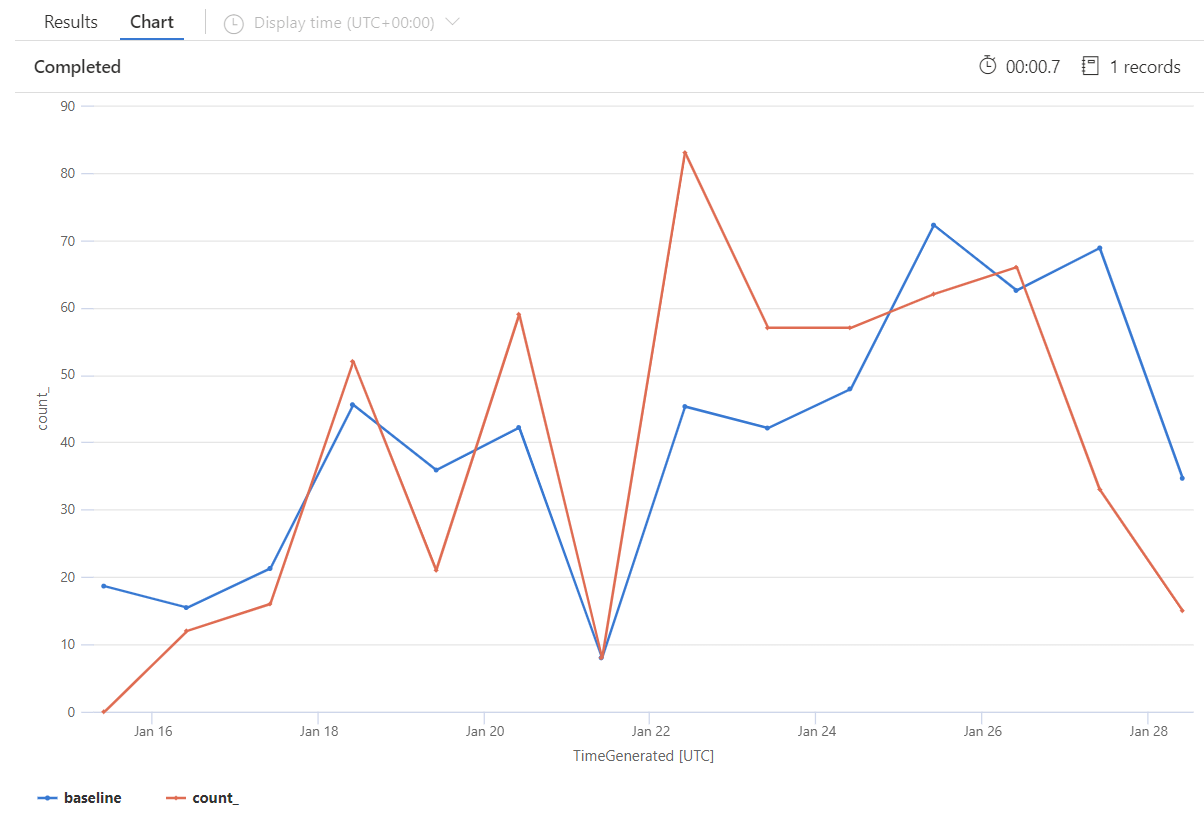 Results Chart Display time (UTC+00:00)
Completed 00:00.7 1 records
90
80
70
60
50
40
30
20
10
0
count_
Jan 16 Jan 18 Jan 20 Jan 22 Jan 24 Jan 26 Jan 28
TimeGenerated [UTC]
baseline count_